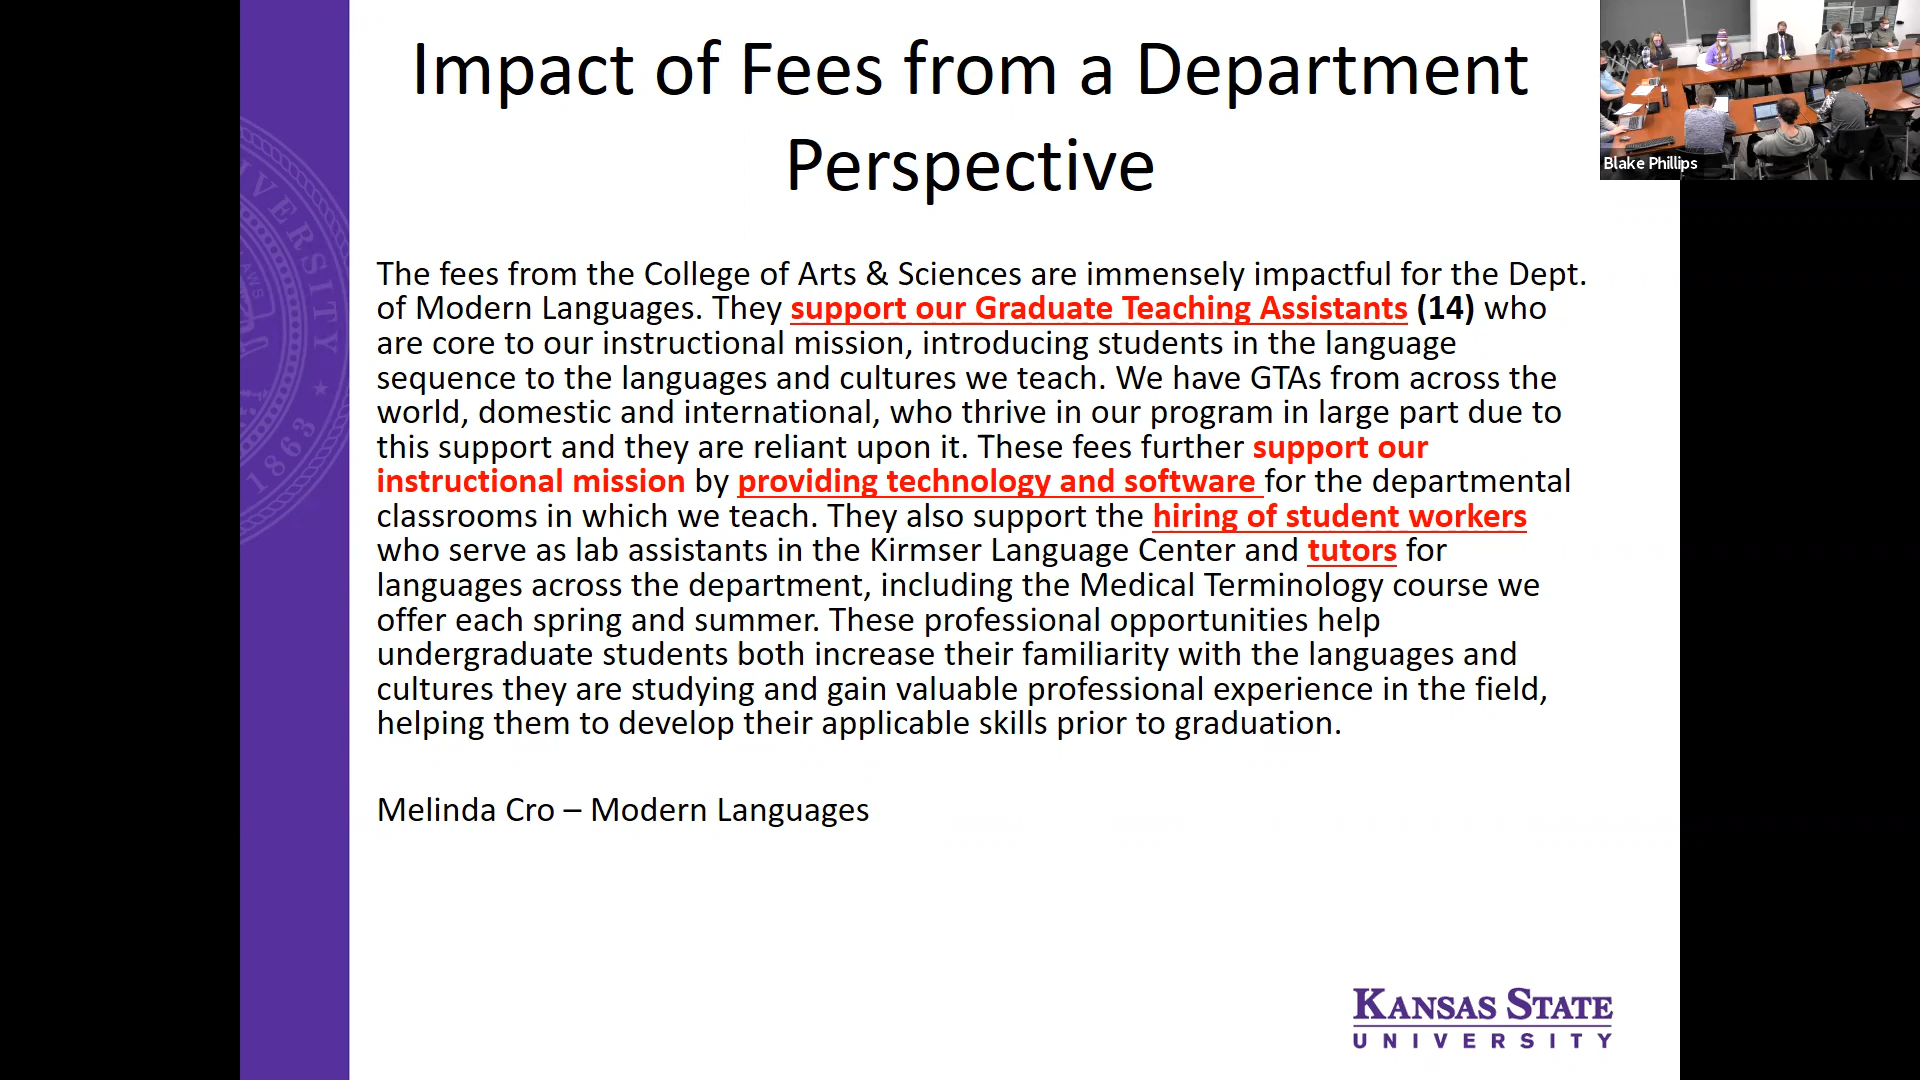 Impact of Fees from a Department
Perspective
Blake Phillips
The fees from the College of Arts & Sciences are immensely impactful for the Dept.
of Modern Languages. They support our Graduate Teaching Assistants (14) who
are core to our instructional mission, introducing students in the language
sequence to the languages and cultures we teach. We have GTAs from across the
world, domestic and international, who thrive in our program in large part due to
this support and they are reliant upon it. These fees further support our
instructional mission by providing technology and software for the departmental
classrooms in which we teach. They also support the hiring of student workers
who serve as lab assistants in the Kirmser Language Center and tutors for
languages across the department, including the Medical Terminology course we
offer each spring and summer. These professional opportunities help
undergraduate students both increase their familiarity with the languages and
cultures they are studying and gain valuable professional experience in the field,
helping them to develop their applicable skills prior to graduation.
Melinda Cro – Modern Languages
KANSAS STATE
UNIVERSITY
VERSITY
1863